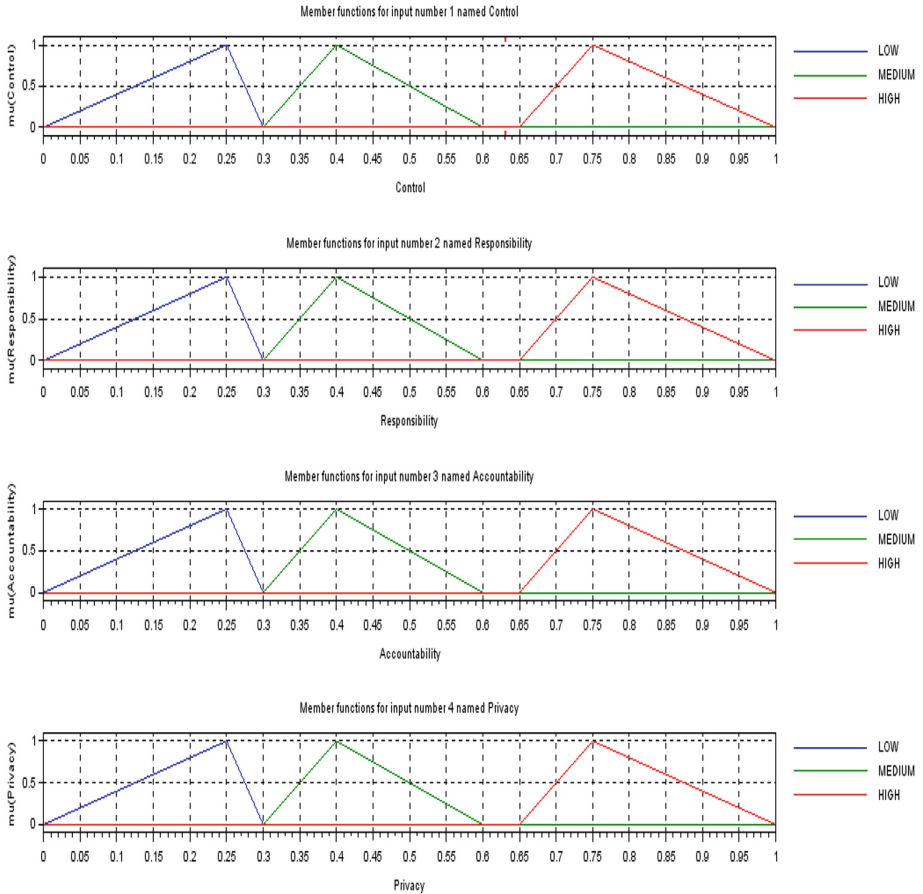 Member functions for input number 1 named Control
mu(Control)
1
0.5
0
0 0.05 0.1 0.15 0.2 0.25 0.3 0.35 0.4 0.45 0.5 0.55 0.6 0.65 0.7 0.75 0.8 0.85 0.9 0.95 1
Control
LOW
MEDIUM
HIGH
Member functions for input number 2 named Responsibility
mu(Responsibility)
1
0.5
0
0 0.05 0.1 0.15 0.2 0.25 0.3 0.35 0.4 0.45 0.5 0.55 0.6 0.65 0.7 0.75 0.8 0.85 0.9 0.95 1
Responsibility
LOW
MEDIUM
HIGH
Member functions for input number 3 named Accountability
mu(Accountability)
1
0.5
0
0 0.05 0.1 0.15 0.2 0.25 0.3 0.35 0.4 0.45 0.5 0.55 0.6 0.65 0.7 0.75 0.8 0.85 0.9 0.95 1
Accountability
LOW
MEDIUM
HIGH
Member functions for input number 4 named Privacy
mu(Privacy)
1
0.5
0
0 0.05 0.1 0.15 0.2 0.25 0.3 0.35 0.4 0.45 0.5 0.55 0.6 0.65 0.7 0.75 0.8 0.85 0.9 0.95 1
Privacy
LOW
MEDIUM
HIGH